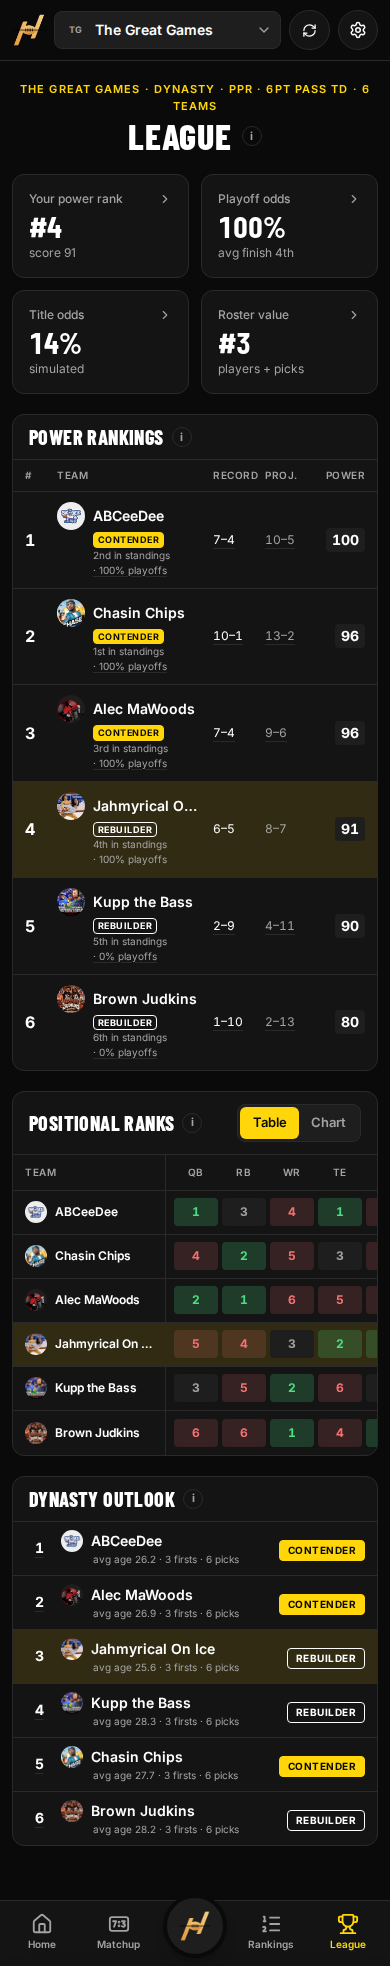 TG The Great Games
THE GREAT GAMES · DYNASTY · PPR · 6PT PASS TD · 6
TEAMS
LEAGUE i
Your power rank
#4
score 91
Playoff odds
100%
avg finish 4th
Title odds
14%
simulated
Roster value
#3
players + picks
POWER RANKINGS i
# TEAM RECORD PROJ. POWER
1 ABCeeDee 7–4 10–5 100
CONTENDER
2nd in standings
· 100% playoffs
2 Chasin Chips 10–1 13–2 96
CONTENDER
1st in standings
· 100% playoffs
3 Alec MaWoods 7–4 9–6 96
CONTENDER
3rd in standings
· 100% playoffs
4 Jahmyrical O... 6–5 8–7 91
REBUILDER
4th in standings
· 100% playoffs
5 Kupp the Bass 2–9 4–11 90
REBUILDER
5th in standings
· 0% playoffs
6 Brown Judkins 1–10 2–13 80
REBUILDER
6th in standings
· 0% playoffs
POSITIONAL RANKS i Table Chart
TEAM QB RB WR TE
ABCeeDee 1 3 4 1
Chasin Chips 4 2 5 3
Alec MaWoods 2 1 6 5
Jahmyrical On ... 5 4 3 2
Kupp the Bass 3 5 2 6
Brown Judkins 6 6 1 4
DYNASTY OUTLOOK i
1 ABCeeDee CONTENDER
avg age 26.2 · 3 firsts · 6 picks
2 Alec MaWoods CONTENDER
avg age 26.9 · 3 firsts · 6 picks
3 Jahmyrical On Ice REBUILDER
avg age 25.6 · 3 firsts · 6 picks
4 Kupp the Bass REBUILDER
avg age 28.3 · 3 firsts · 6 picks
5 Chasin Chips CONTENDER
avg age 27.7 · 3 firsts · 6 picks
6 Brown Judkins REBUILDER
avg age 28.2 · 3 firsts · 6 picks
7:3
Home Matchup Rankings League